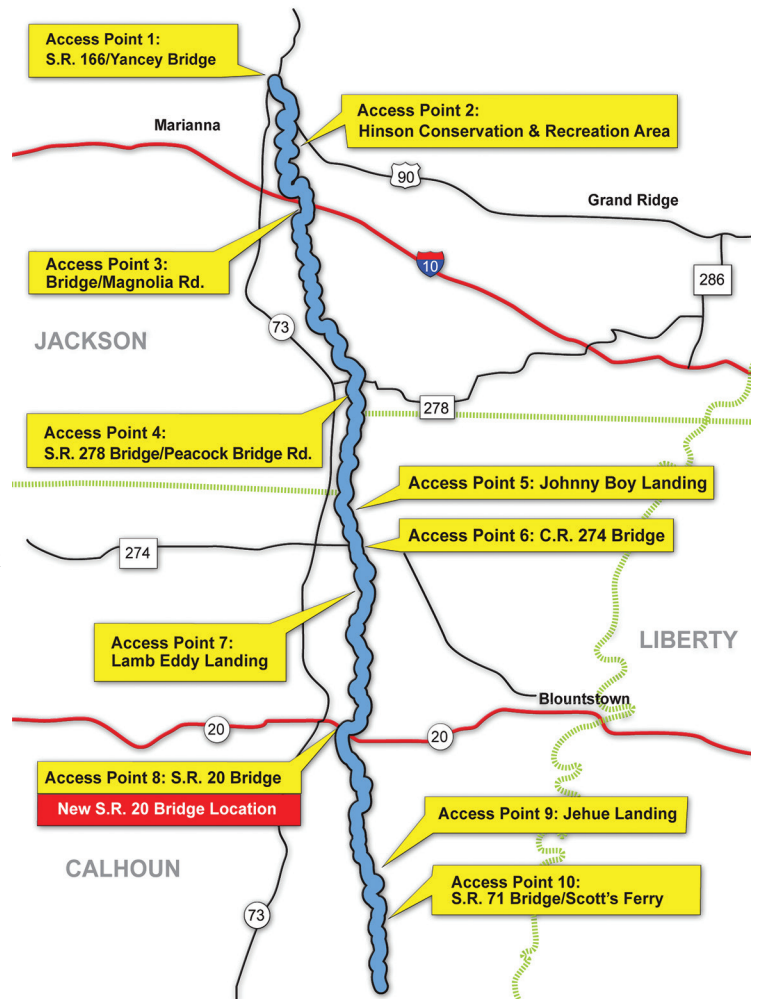 Access Point 1:
S.R. 166/Yancey Bridge
Marianna
Access Point 2:
Hinson Conservation & Recreation Area
90
Grand Ridge
Access Point 3:
Bridge/Magnolia Rd.
10
286
73
JACKSON
278
Access Point 4:
S.R. 278 Bridge/Peacock Bridge Rd.
Access Point 5: Johnny Boy Landing
Access Point 6: C.R. 274 Bridge
274
Access Point 7:
Lamb Eddy Landing
LIBERTY
Blountstown
20
20
Access Point 8: S.R. 20 Bridge
New S.R. 20 Bridge Location
Access Point 9: Jehue Landing
CALHOUN
Access Point 10:
S.R. 71 Bridge/Scott's Ferry
73